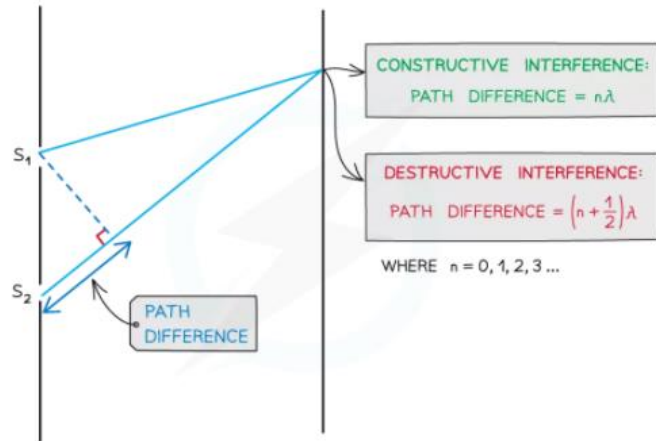 S₁
S₂
PATH
DIFFERENCE
CONSTRUCTIVE INTERFERENCE:
PATH DIFFERENCE = nλ
DESTRUCTIVE INTERFERENCE:
PATH DIFFERENCE = (n + 1/2)λ
WHERE n = 0, 1, 2, 3 ...